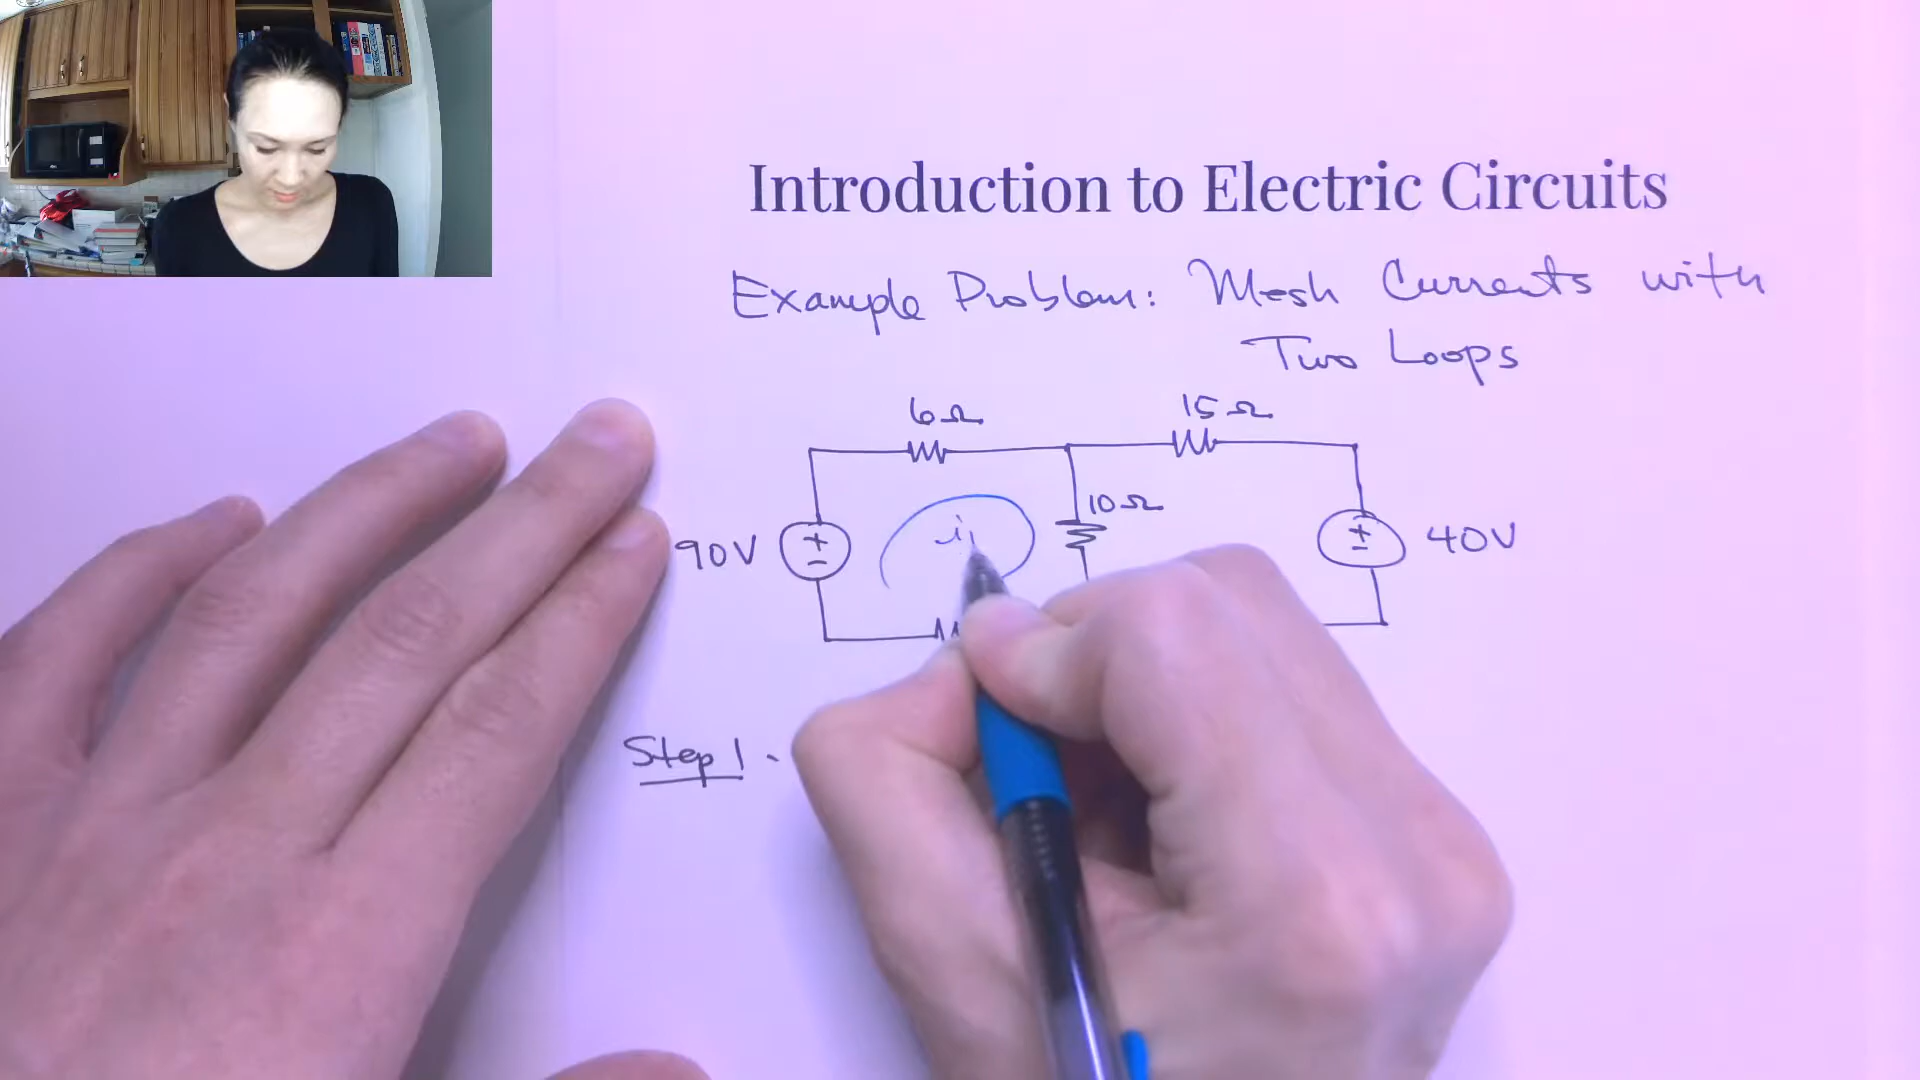 Introduction to Electric Circuits
Example Problem: Mesh Currents with
Two Loops
6Ω
15Ω
10Ω
90V
+
-
i₁
+
-
40V
Step 1.